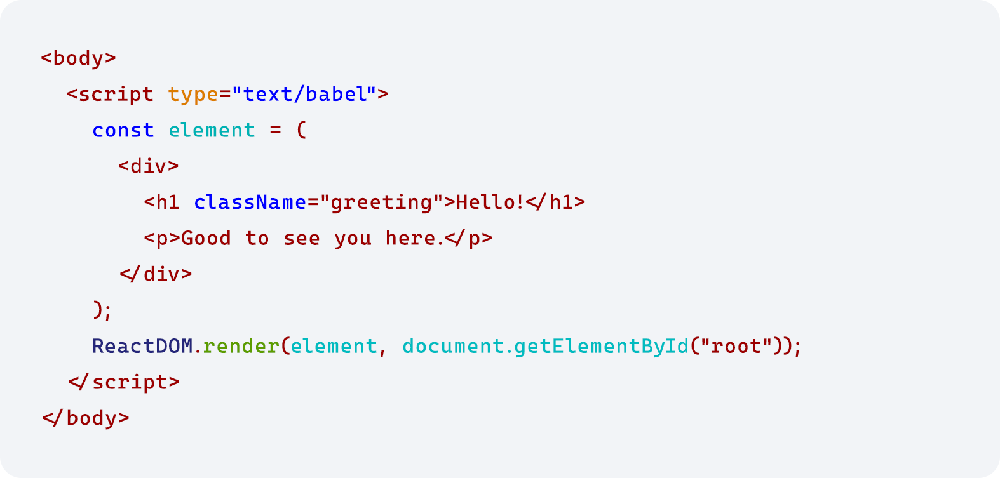 <body>
  <script type="text/babel">
    const element = (
      <div>
        <h1 className="greeting">Hello!</h1>
        <p>Good to see you here.</p>
      </div>
    );
    ReactDOM.render(element, document.getElementById("root"));
  </script>
</body>